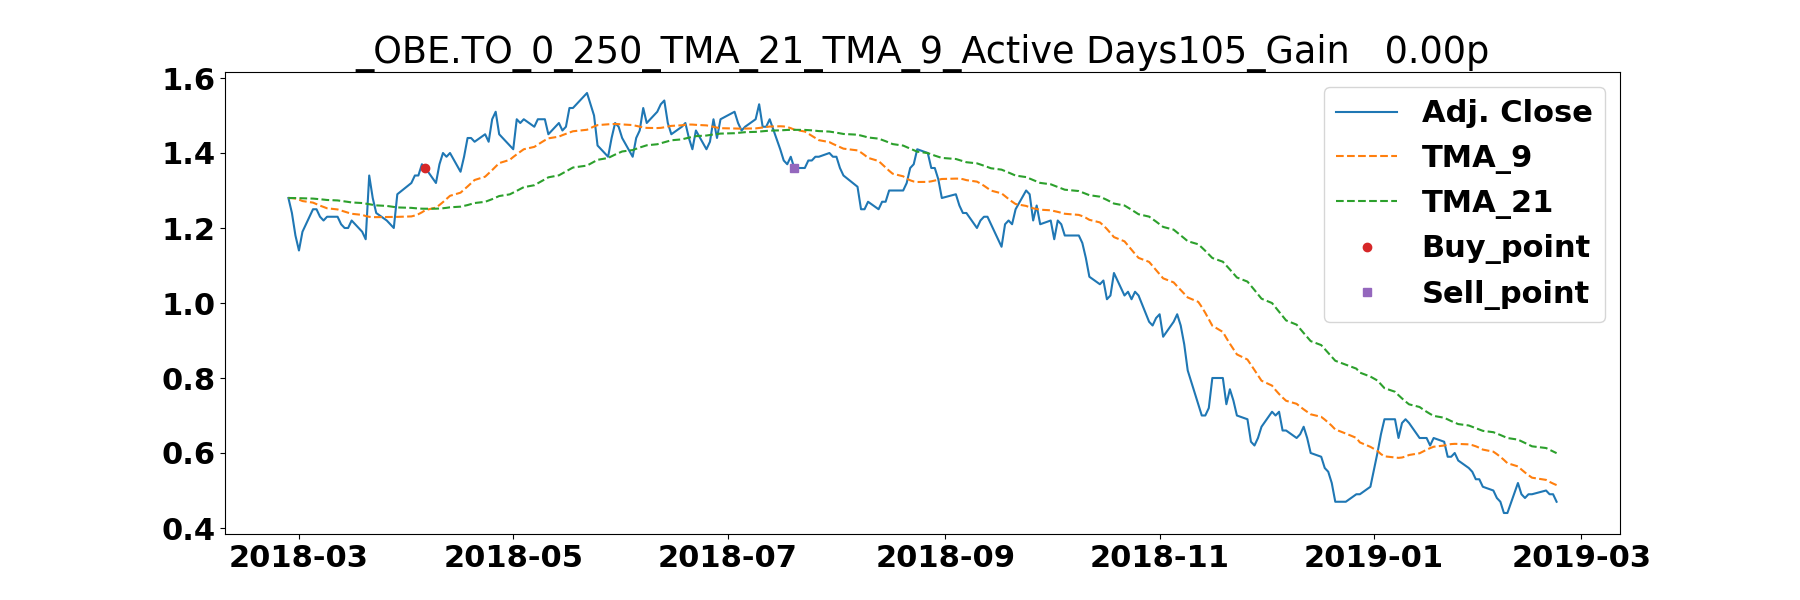 _OBE.TO_0_250_TMA_21_TMA_9_Active Days105_Gain   0.00p
1.6
1.4
1.2
1.0
0.8
0.6
0.4
Adj. Close
TMA_9
TMA_21
Buy_point
Sell_point
2018-03 2018-05 2018-07 2018-09 2018-11 2019-01 2019-03